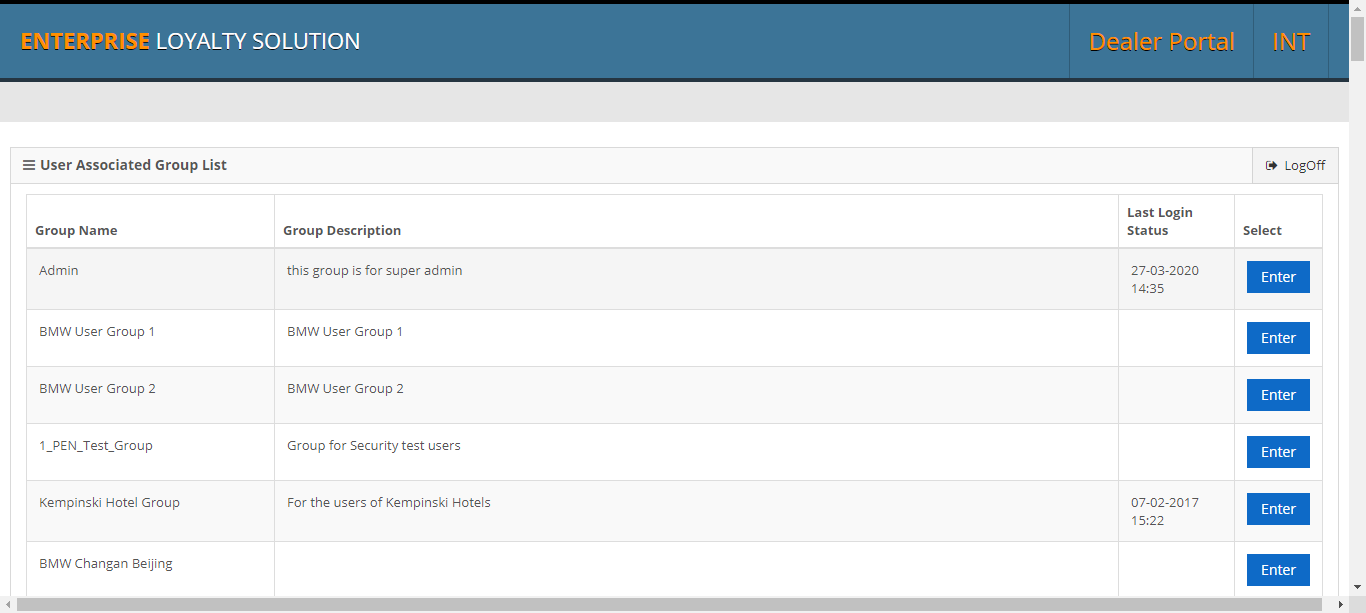 ENTERPRISE LOYALTY SOLUTION
Dealer Portal
INT
User Associated Group List
LogOff
Group Name
Group Description
Last Login
Status
Select
Admin
this group is for super admin
27-03-2020
14:35
Enter
BMW User Group 1
BMW User Group 1
Enter
BMW User Group 2
BMW User Group 2
Enter
1_PEN_Test_Group
Group for Security test users
Enter
Kempinski Hotel Group
For the users of Kempinski Hotels
07-02-2017
15:22
Enter
BMW Changan Beijing
Enter